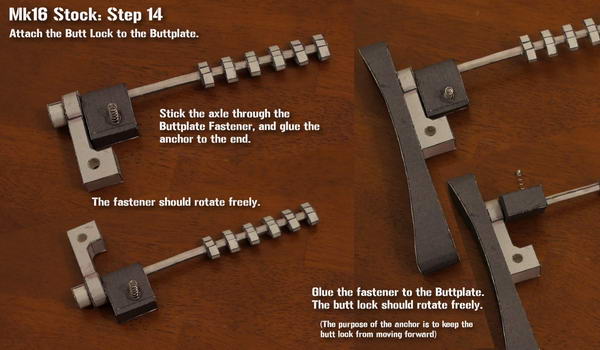 Mk16 Stock: Step 14
Attach the Butt Lock to the Buttplate.
Stick the axle through the
Buttplate Fastener, and glue the
anchor to the end.
The fastener should rotate freely.
Glue the fastener to the Buttplate.
The butt lock should rotate freely.
(The purpose of the anchor is to keep the
butt lock from moving forward)